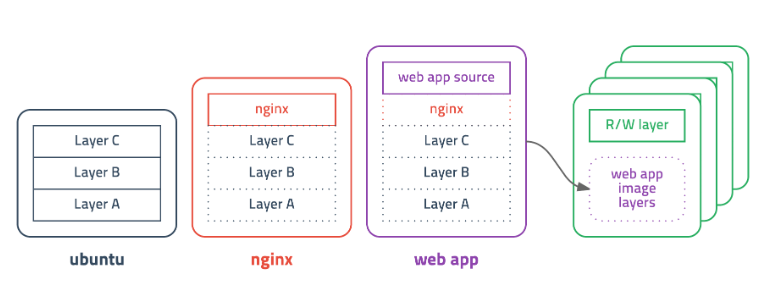 Layer C
Layer B
Layer A
ubuntu
nginx
Layer C
Layer B
Layer A
nginx
web app source
nginx
Layer C
Layer B
Layer A
web app
R/W layer
web app
image
layers